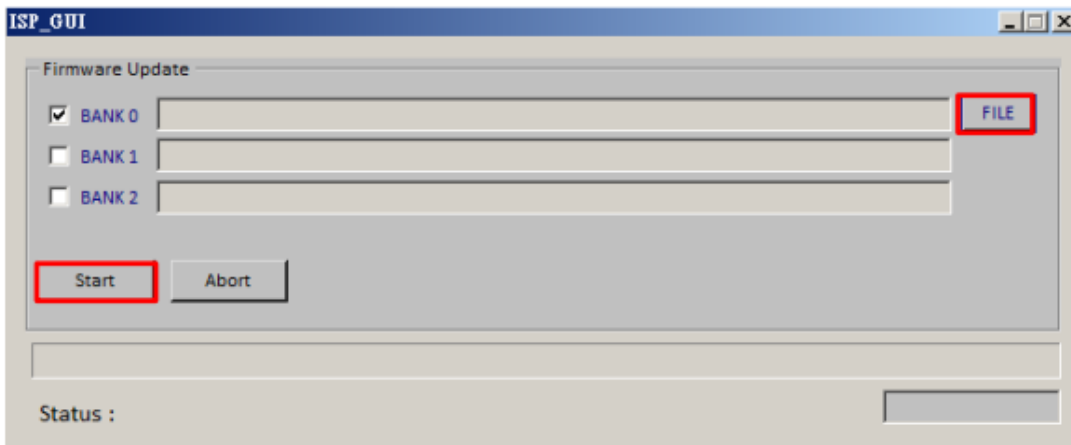 ISP_GUI
Firmware Update
BANK 0
FILE
BANK 1
BANK 2
Start
Abort
Status :